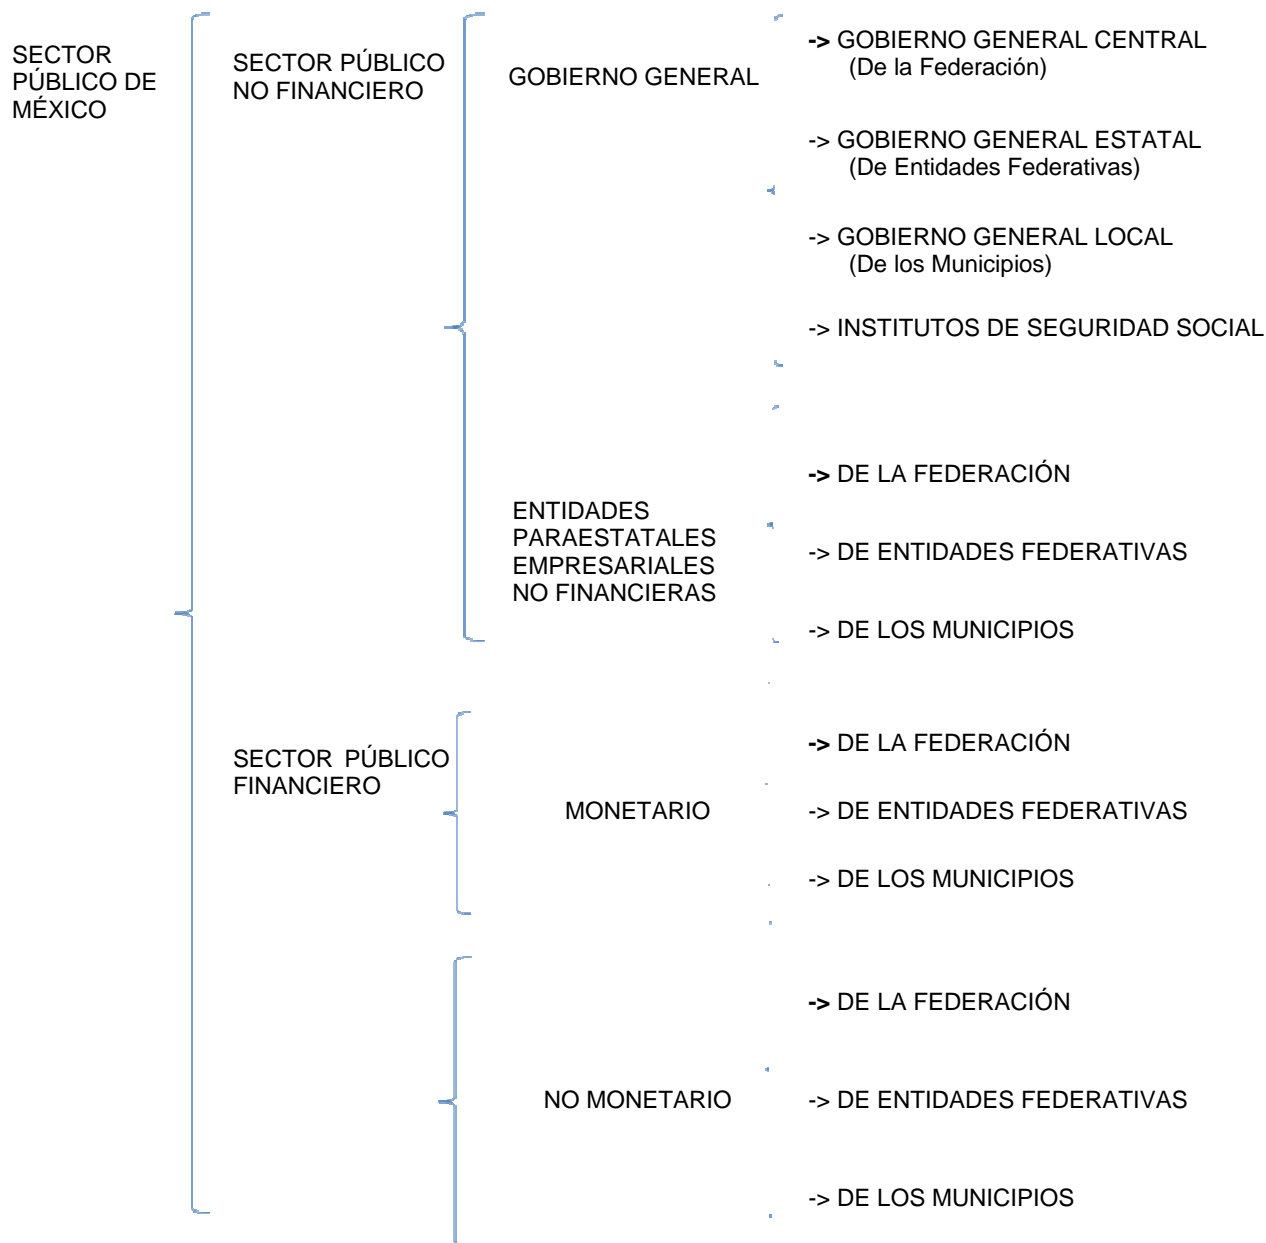 SECTOR
PÚBLICO DE
MÉXICO
SECTOR PÚBLICO
NO FINANCIERO
GOBIERNO GENERAL
-> GOBIERNO GENERAL CENTRAL
(De la Federación)
-> GOBIERNO GENERAL ESTATAL
(De Entidades Federativas)
-> GOBIERNO GENERAL LOCAL
(De los Municipios)
-> INSTITUTOS DE SEGURIDAD SOCIAL
ENTIDADES
PARAESTATALES
EMPRESARIALES
NO FINANCIERAS
-> DE LA FEDERACIÓN
-> DE ENTIDADES FEDERATIVAS
-> DE LOS MUNICIPIOS
SECTOR PÚBLICO
FINANCIERO
MONETARIO
-> DE LA FEDERACIÓN
-> DE ENTIDADES FEDERATIVAS
-> DE LOS MUNICIPIOS
NO MONETARIO
-> DE LA FEDERACIÓN
-> DE ENTIDADES FEDERATIVAS
-> DE LOS MUNICIPIOS